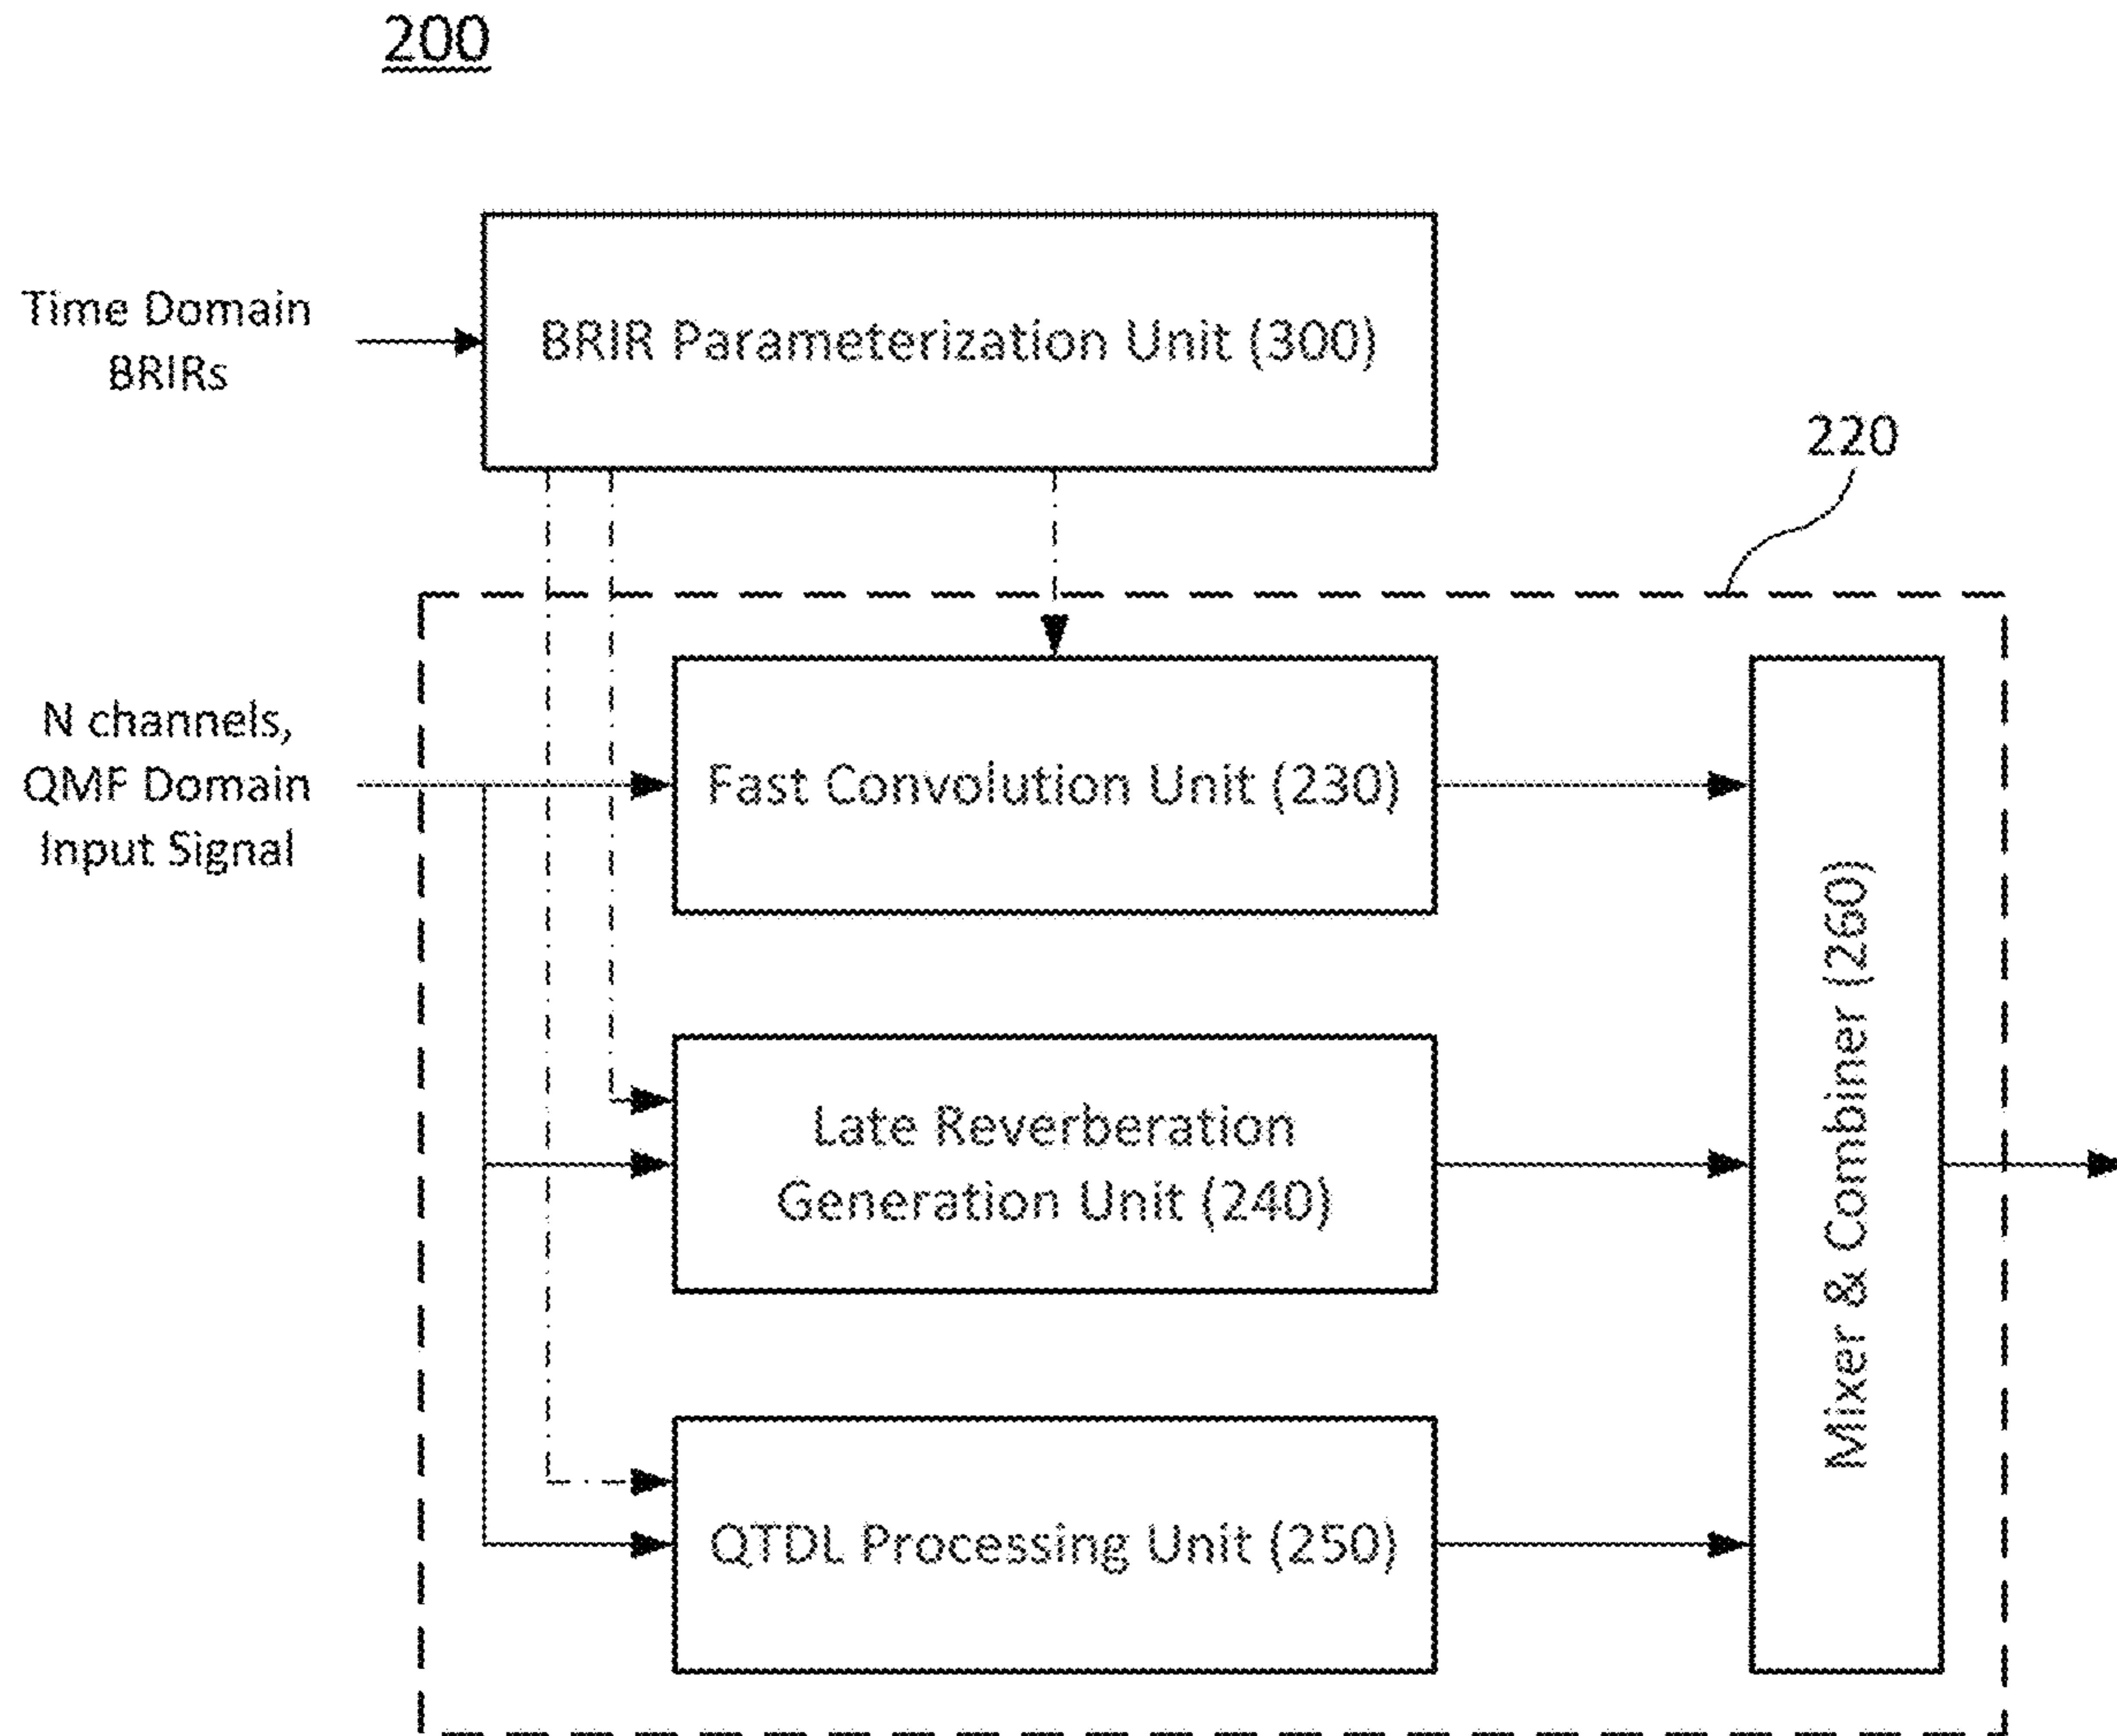 200
Time Domain
BRIRs
BRIR Parameterization Unit (300)
220
N channels,
QMF Domain
Input Signal
Fast Convolution Unit (230)
Late Reverberation
Generation Unit (240)
QTDL Processing Unit (250)
Mixer & Combiner (260)